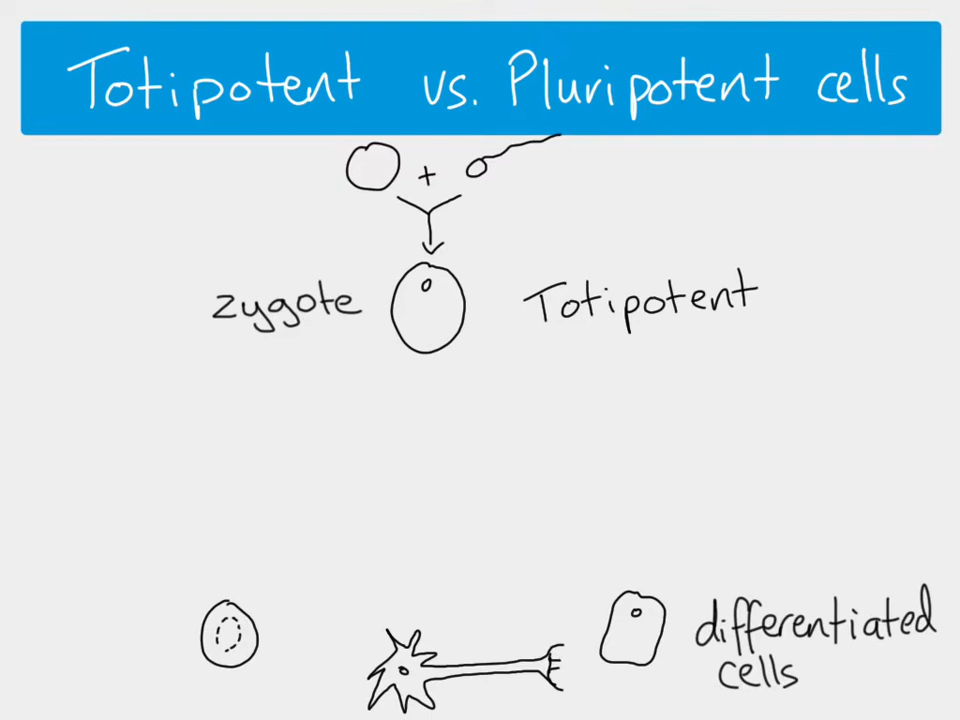 Totipotent vs. Pluripotent cells
+
zygote Totipotent
differentiated
cells